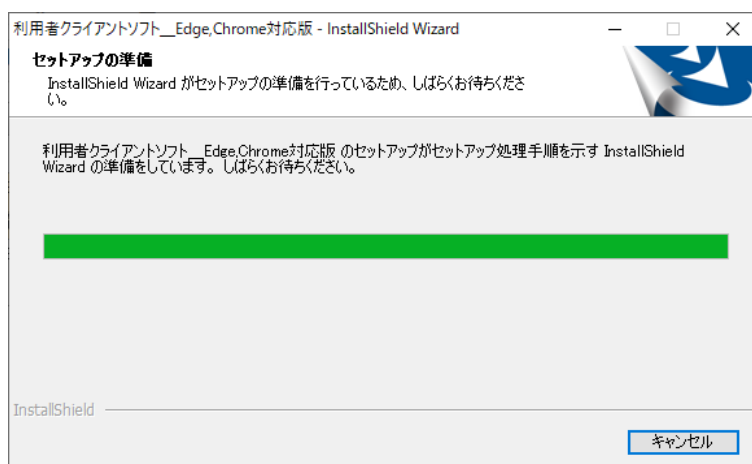 利用者クライアントソフト__Edge,Chrome対応版 - InstallShield Wizard
セットアップの準備
InstallShield Wizard がセットアップの準備を行っているため、しばらくお待ちくださ
い。
利用者クライアントソフト__Edge,Chrome対応版 のセットアップがセットアップ処理手順を示す InstallShield
Wizard の準備をしています。しばらくお待ちください。
InstallShield
キャンセル